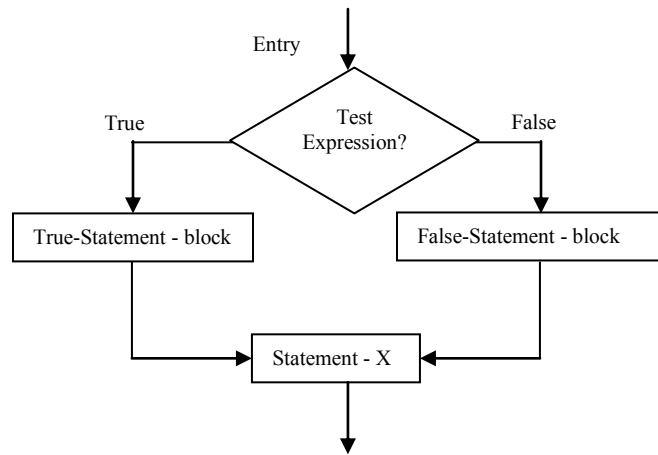 Entry
Test
Expression?
True
False
True-Statement - block
False-Statement - block
Statement - X